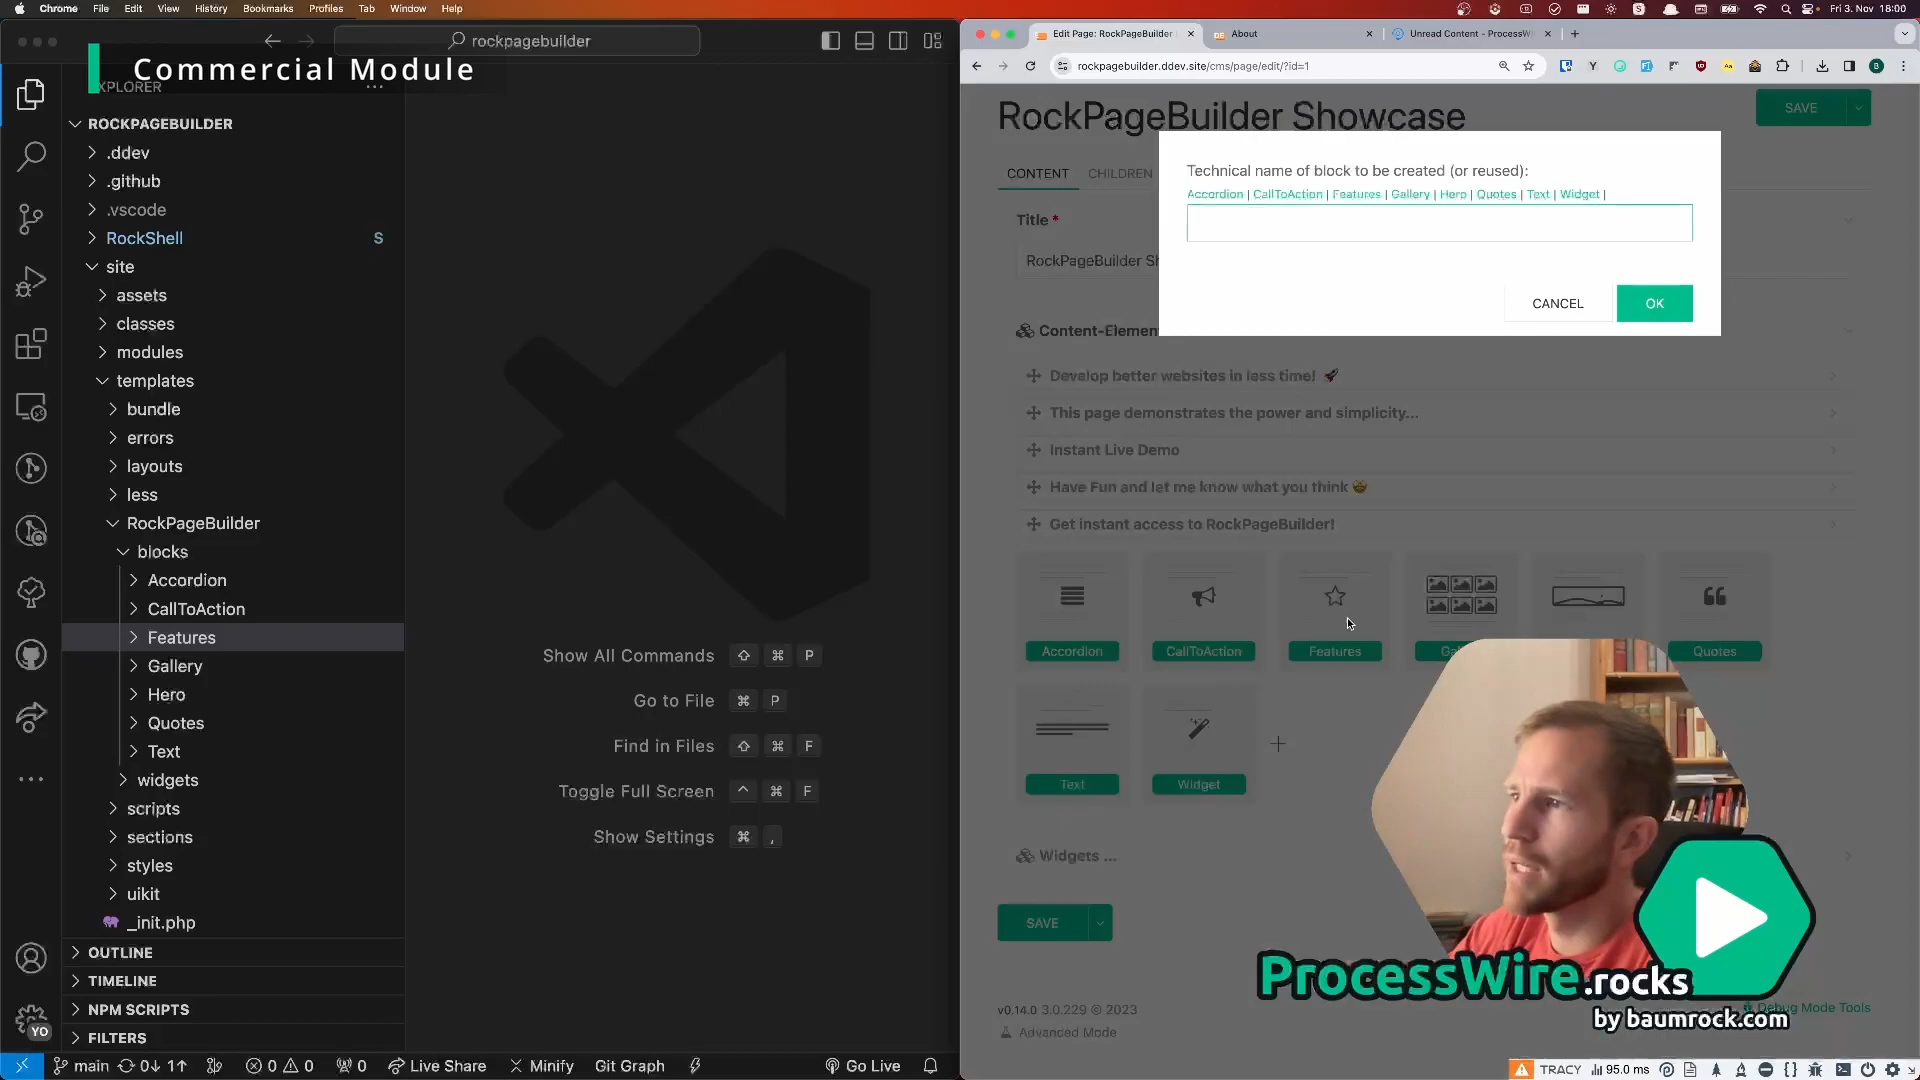 Chrome File Edit View History Bookmarks Profiles Tab Window Help
Fri 3. Nov 18:00
rockpagebuilder
Commercial Module
EXPLORER
ROCKPAGEBUILDER
.ddev
.github
.vscode
RockShell S
site
assets
classes
modules
templates
bundle
errors
layouts
less
RockPageBuilder
blocks
Accordion
CallToAction
Features
Gallery
Hero
Quotes
Text
widgets
scripts
sections
styles
uikit
_init.php
OUTLINE
TIMELINE
NPM SCRIPTS
FILTERS
YO
Show All Commands ⇧ ⌘ P
Go to File ⌘ P
Find in Files ⇧ ⌘ F
Toggle Full Screen ^ ⌘ F
Show Settings ⌘ ,
main 0↓ 1↑ 0 0 0 Live Share Minify Git Graph Go Live
Edit Page: RockPageBuilder
About
Unread Content - ProcessW
rockpagebuilder.ddev.site/cms/page/edit/?id=1
RockPageBuilder Showcase
SAVE
CONTENT CHILDREN
Title *
RockPageBuilder Sh
Technical name of block to be created (or reused):
Accordion | CallToAction | Features | Gallery | Hero | Quotes | Text | Widget |
CANCEL OK
Content-Elemen
Develop better websites in less time! 🚀
This page demonstrates the power and simplicity...
Instant Live Demo
Have Fun and let me know what you think 🤩
Get instant access to RockPageBuilder!
Accordion CallToAction Features Ga Quotes
Text Widget
Widgets ...
SAVE
v0.14.0 3.0.229 © 2023
Debug Mode Tools
Advanced Mode
ProcessWire.rocks
by baumrock.com
TRACY 95.0 ms